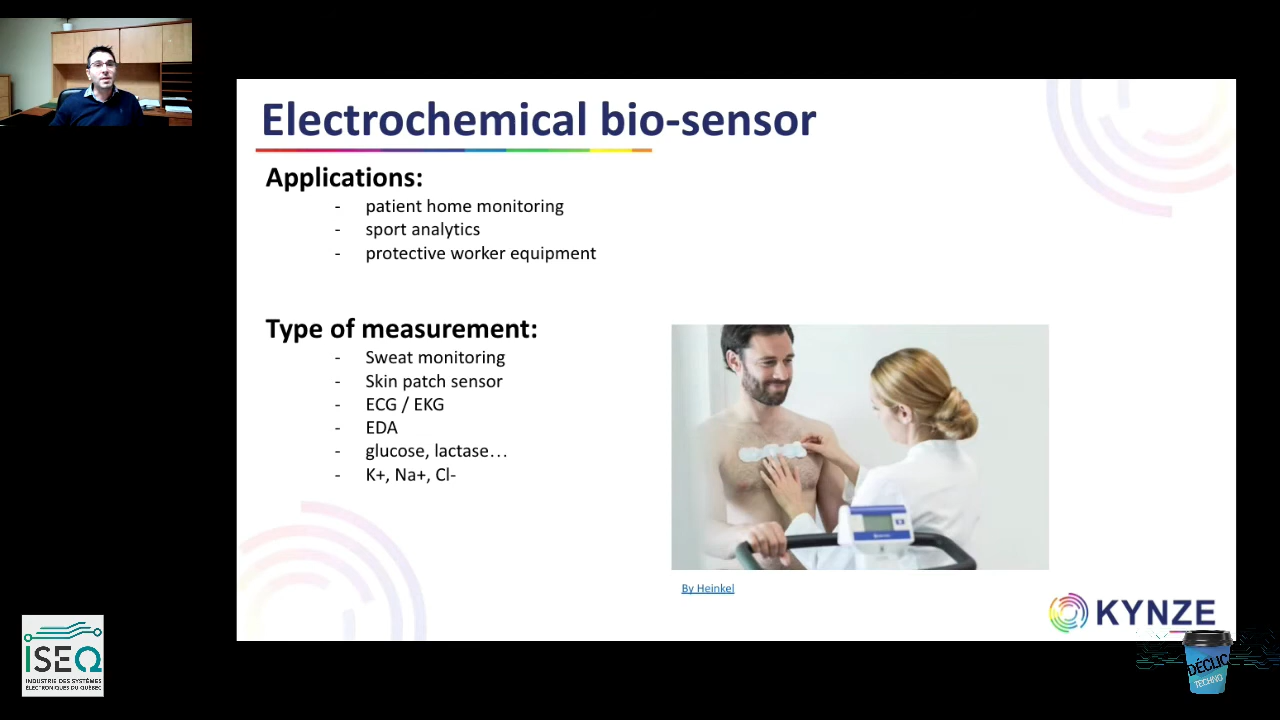 Electrochemical bio-sensor
Applications:
- patient home monitoring
- sport analytics
- protective worker equipment
Type of measurement:
- Sweat monitoring
- Skin patch sensor
- ECG / EKG
- EDA
- glucose, lactase…
- K+, Na+, Cl-
By Heinkel
KYNZE
ISEQ
INDUSTRIE DES SYSTÈMES
ÉLECTRONIQUES DU QUÉBEC
DÉCLIC
TECHNO